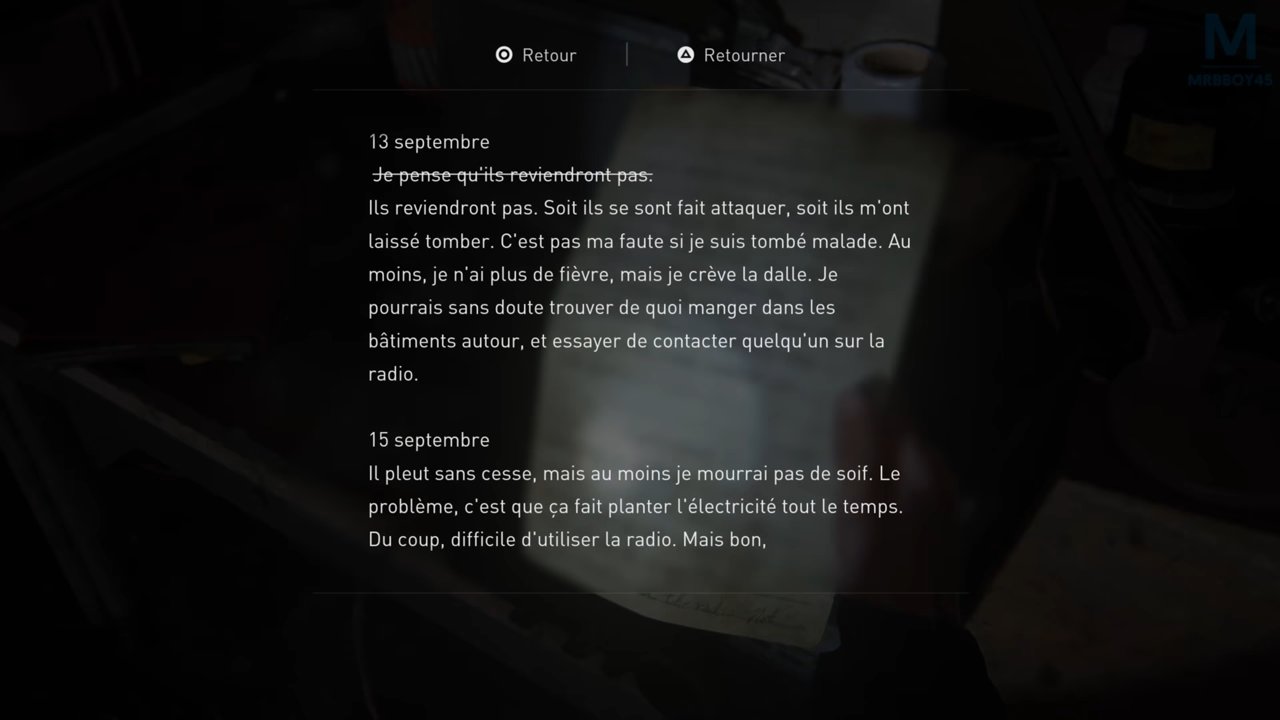 Retour
Retourner
M
MRBBOY45
13 septembre
Je pense qu'ils reviendront pas.
Ils reviendront pas. Soit ils se sont fait attaquer, soit ils m'ont
laissé tomber. C'est pas ma faute si je suis tombé malade. Au
moins, je n'ai plus de fièvre, mais je crève la dalle. Je
pourrais sans doute trouver de quoi manger dans les
bâtiments autour, et essayer de contacter quelqu'un sur la
radio.
15 septembre
Il pleut sans cesse, mais au moins je mourrai pas de soif. Le
problème, c'est que ça fait planter l'électricité tout le temps.
Du coup, difficile d'utiliser la radio. Mais bon,